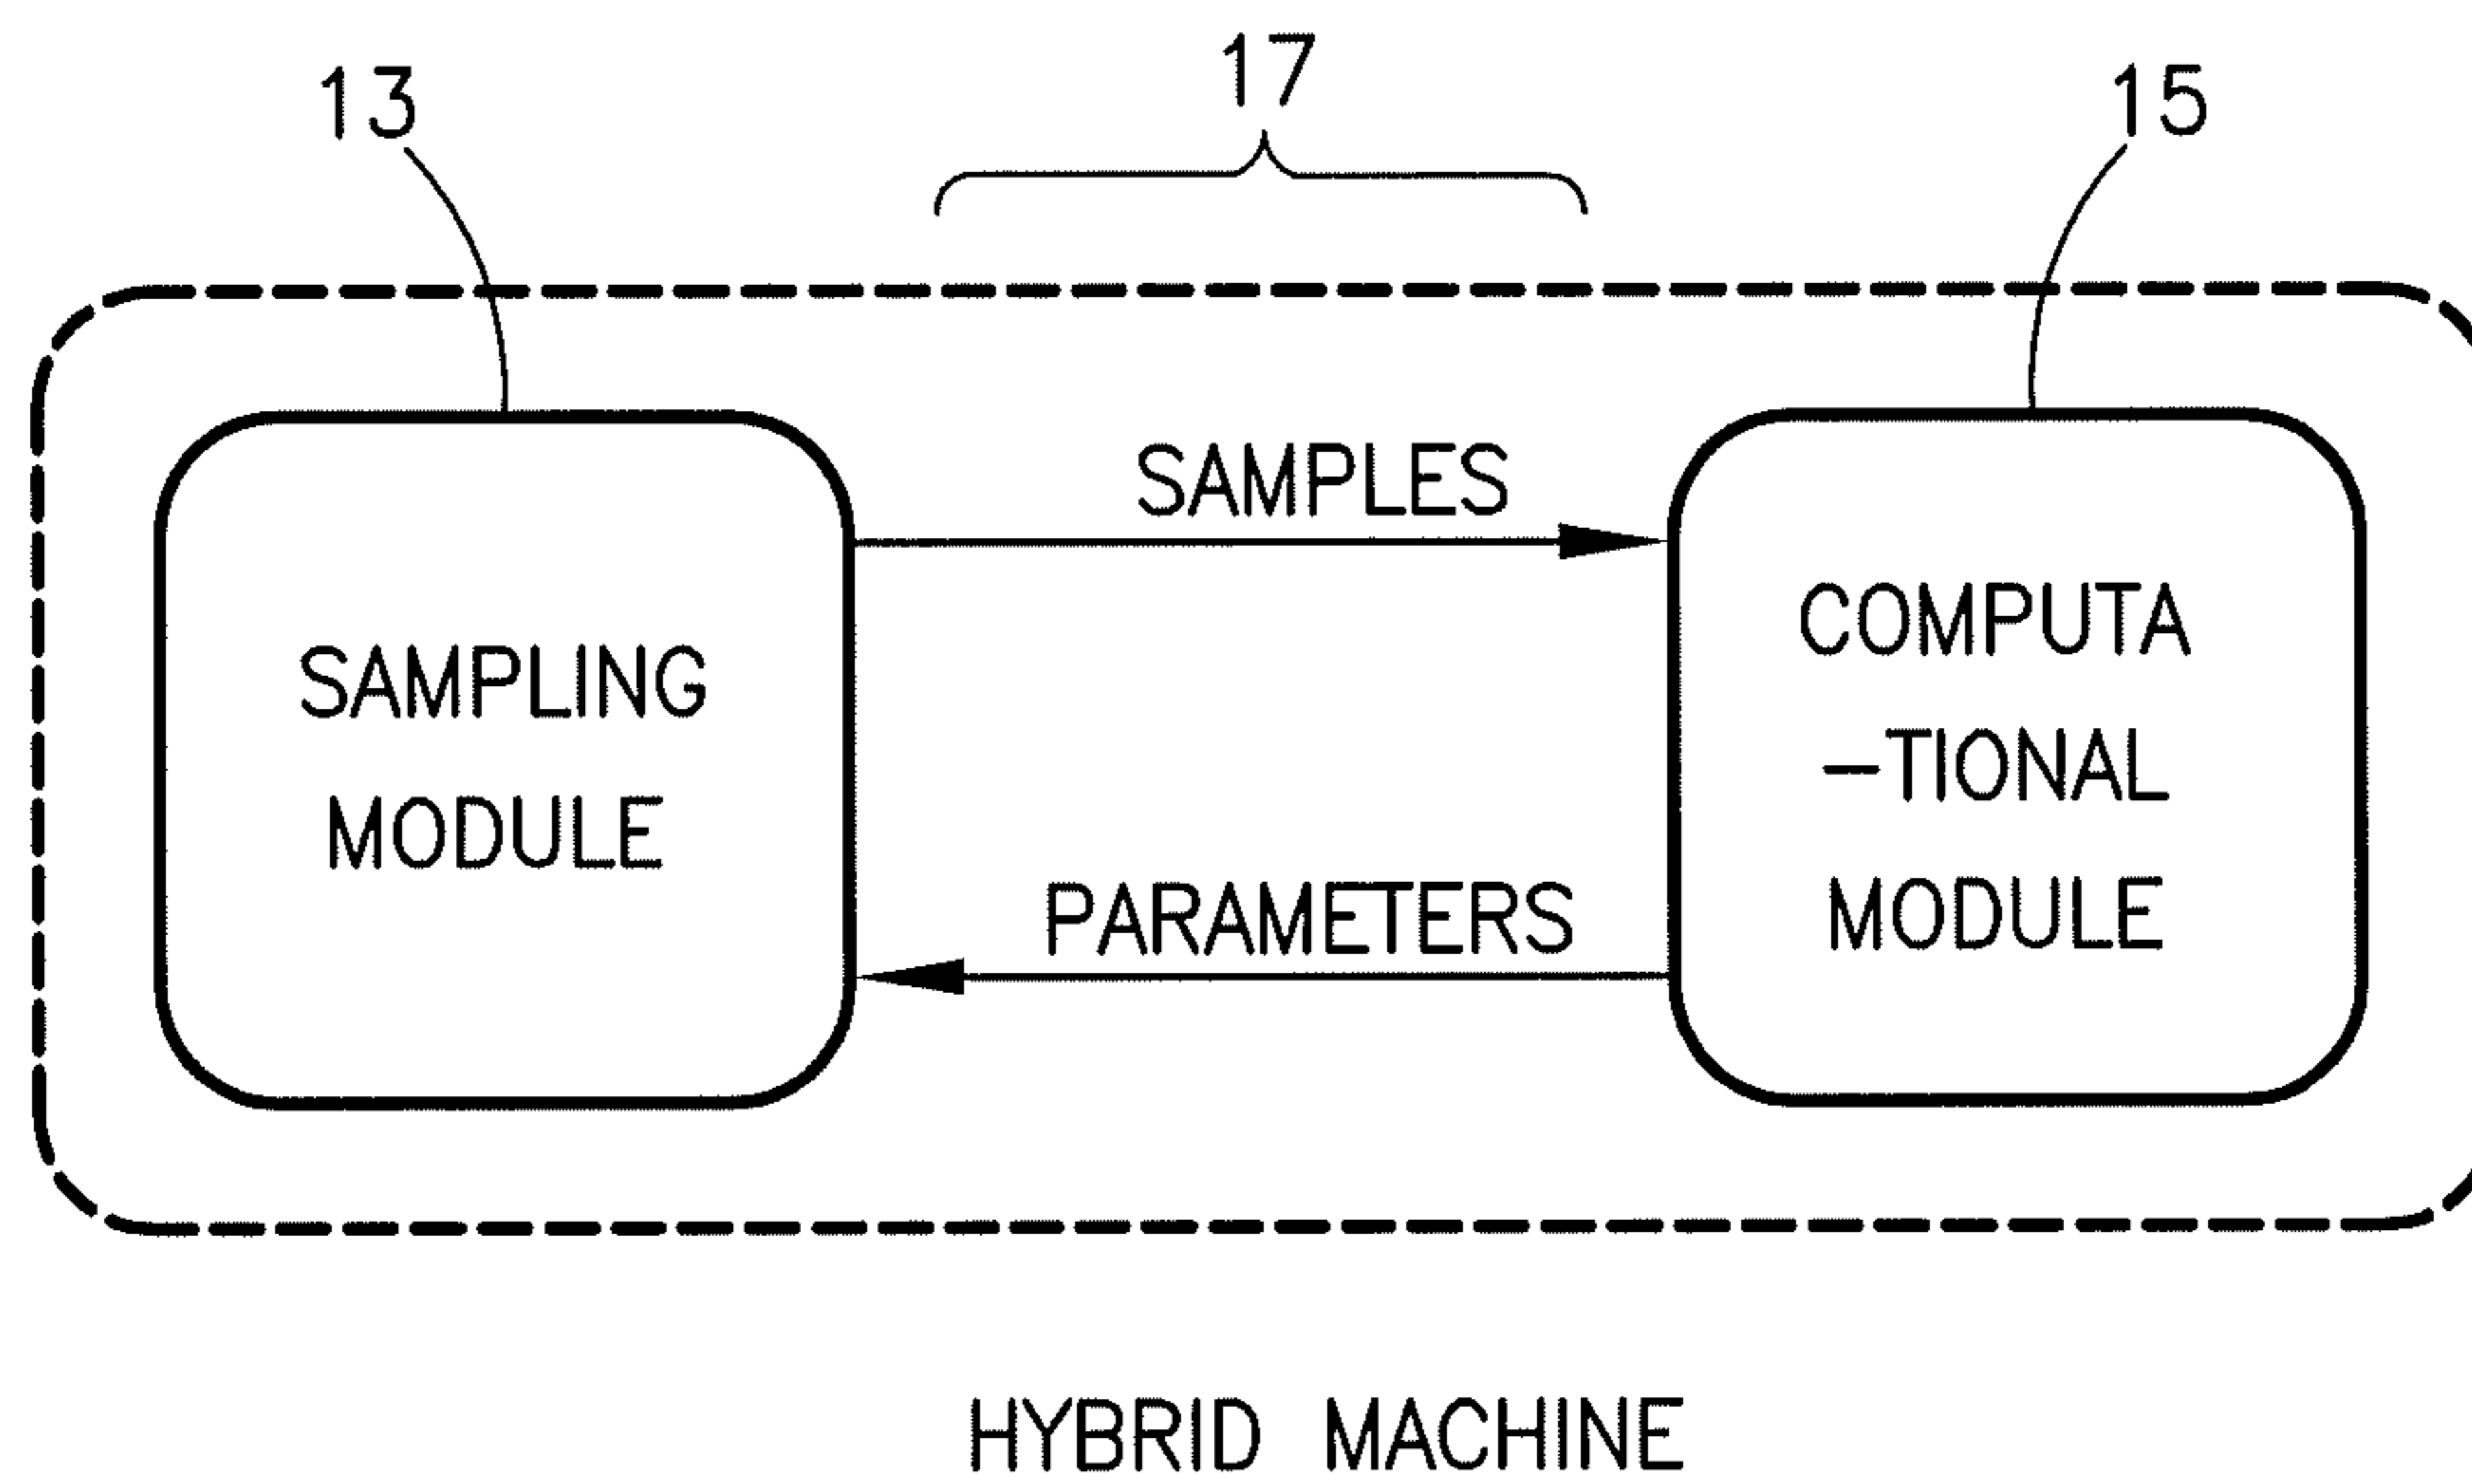 17
13
15
SAMPLES
SAMPLING
MODULE
COMPUTA
-TIONAL
MODULE
PARAMETERS
HYBRID MACHINE